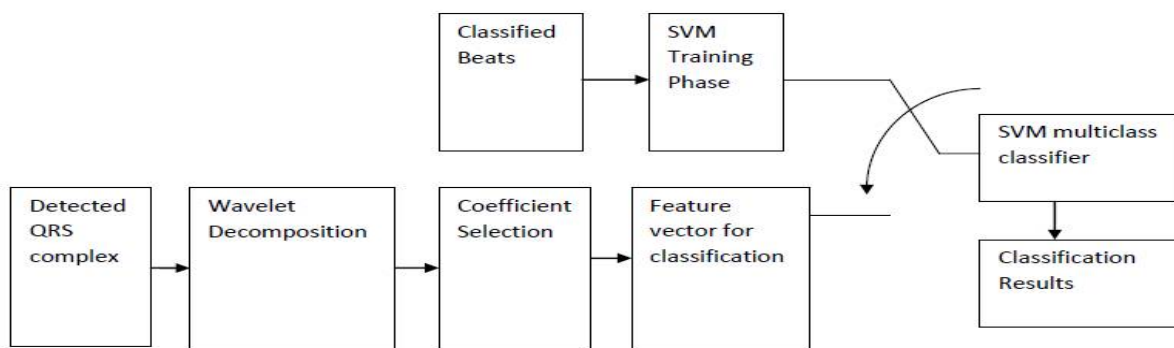 Classified
Beats
SVM
Training
Phase
SVM multiclass
classifier
Detected
QRS
complex
Wavelet
Decomposition
Coefficient
Selection
Feature
vector for
classification
Classification
Results